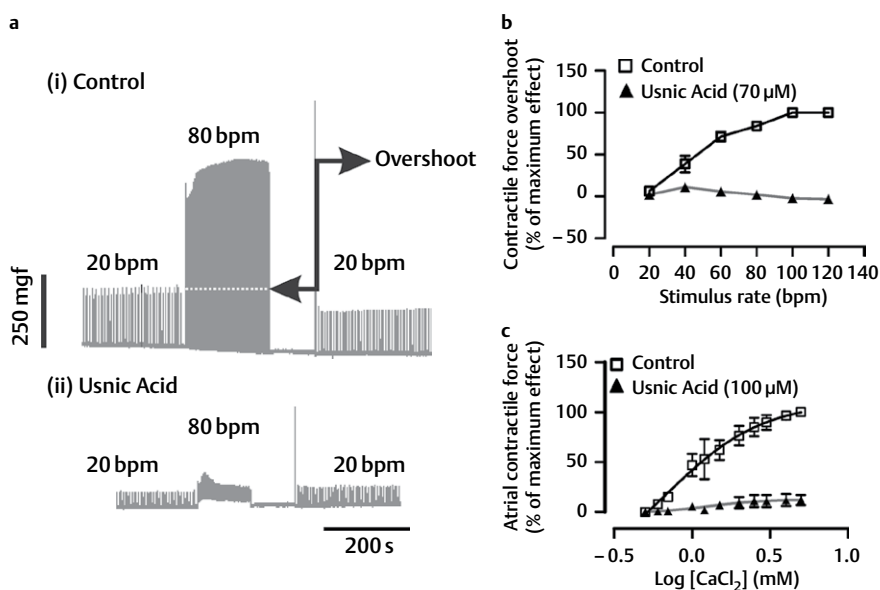 a
(i) Control
80 bpm
Overshoot
20 bpm
20 bpm
250 mgf
(ii) Usnic Acid
80 bpm
20 bpm
20 bpm
200 s
b
Control
Usnic Acid (70 µM)
Contractile force overshoot
(% of maximum effect)
150
100
50
0
–50
0 20 40 60 80 100 120 140
Stimulus rate (bpm)
c
Control
Usnic Acid (100 µM)
Atrial contractile force
(% of maximum effect)
150
100
50
0
–0.5 0.0 0.5 1.0
Log [CaCl₂] (mM)